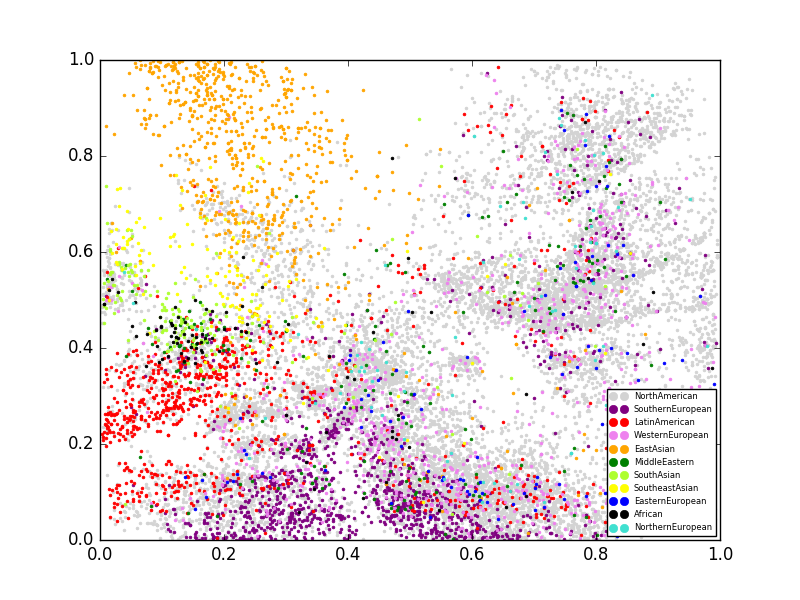 1.0
0.8
0.6
0.4
0.2
0.0
0.0
0.2
0.4
0.6
0.8
1.0
NorthAmerican
SouthernEuropean
LatinAmerican
WesternEuropean
EastAsian
MiddleEastern
SouthAsian
SoutheastAsian
EasternEuropean
African
NorthernEuropean